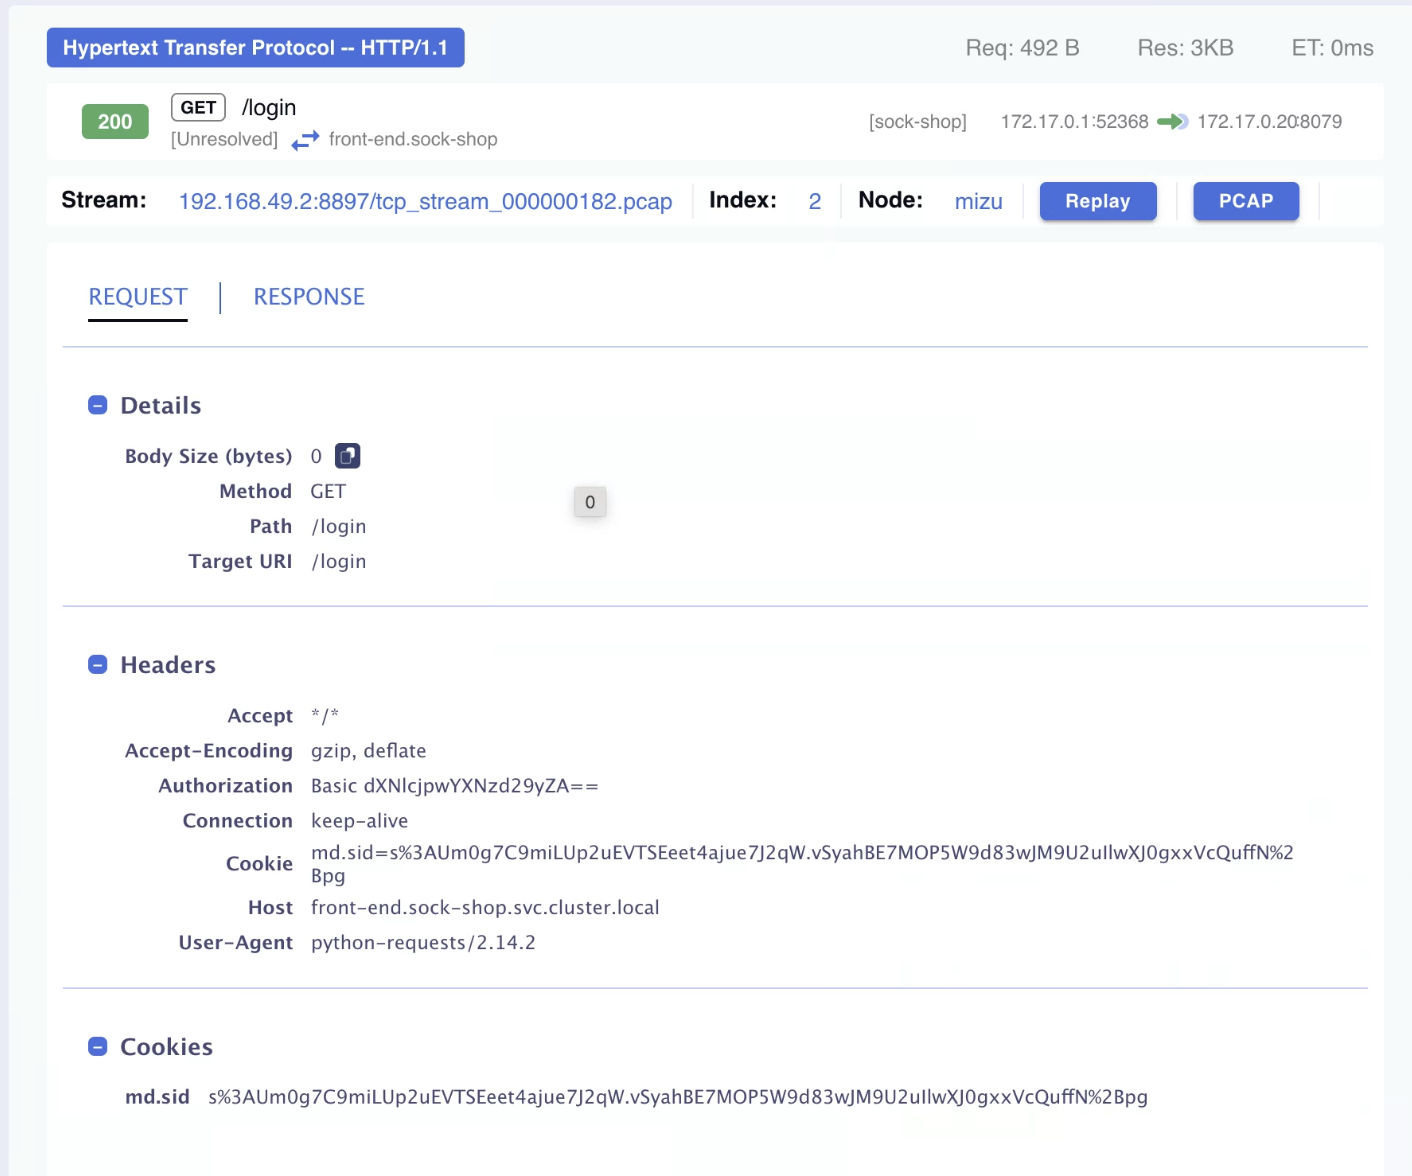 Hypertext Transfer Protocol -- HTTP/1.1
Req: 492 B
Res: 3KB
ET: 0ms
200
GET /login
[Unresolved] front-end.sock-shop
[sock-shop]
172.17.0.1:52368
172.17.0.20:8079
Stream: 192.168.49.2:8897/tcp_stream_000000182.pcap
Index: 2
Node: mizu
Replay
PCAP
REQUEST
RESPONSE
Details
Body Size (bytes) 0
Method GET
0
Path /login
Target URI /login
Headers
Accept */*
Accept-Encoding gzip, deflate
Authorization Basic dXNlcjpwYXNzd29yZA==
Connection keep-alive
Cookie md.sid=s%3AUm0g7C9miLUp2uEVTSEeet4ajue7J2qW.vSyahBE7MOP5W9d83wJM9U2uIlwXJ0gxxVcQuffN%2
Bpg
Host front-end.sock-shop.svc.cluster.local
User-Agent python-requests/2.14.2
Cookies
md.sid s%3AUm0g7C9miLUp2uEVTSEeet4ajue7J2qW.vSyahBE7MOP5W9d83wJM9U2uIlwXJ0gxxVcQuffN%2Bpg